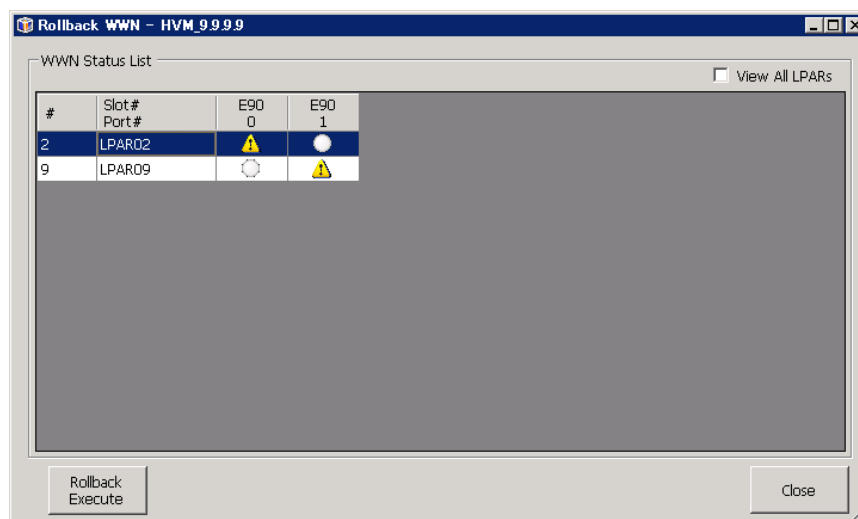 Rollback WWN - HVM_9.9.9.9
WWN Status List
View All LPARs
# Slot# Port# E90 0 E90 1
2 LPAR02
9 LPAR09
Rollback
Execute
Close